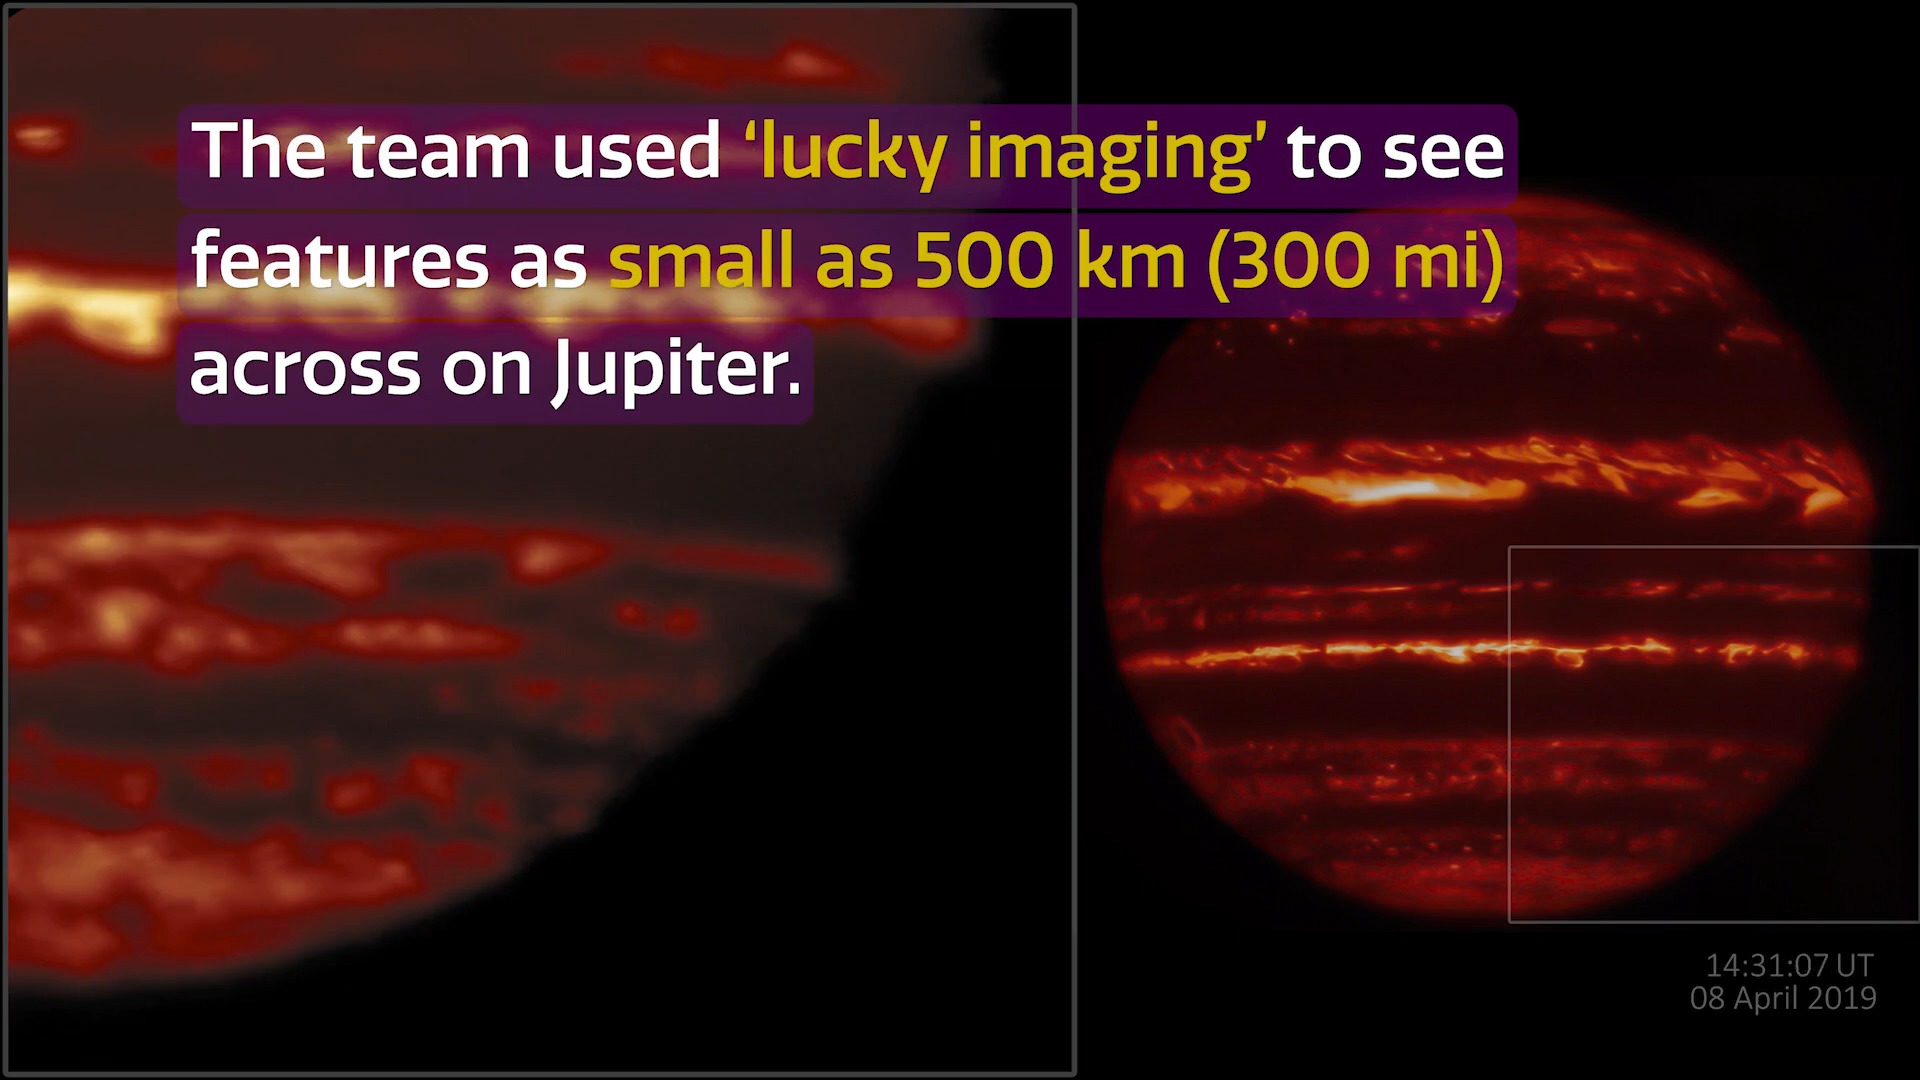 The team used ‘lucky imaging’ to see
features as small as 500 km (300 mi)
across on Jupiter.
14:31:07 UT
08 April 2019